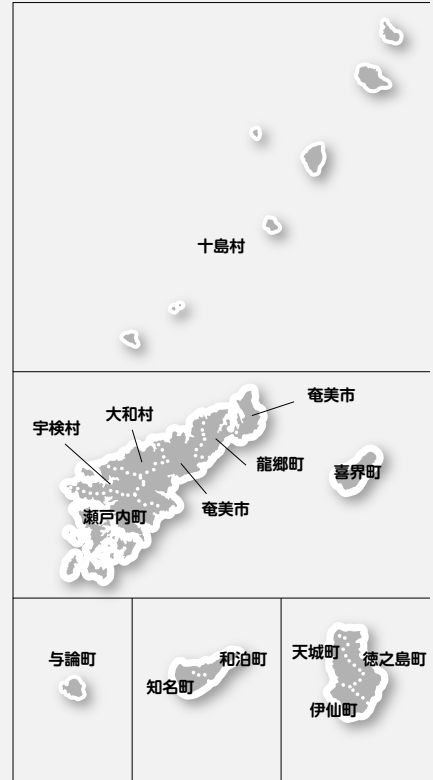 十島村
奄美市
大和村
宇検村
龍郷町
喜界町
奄美市
瀬戸内町
与論町
和泊町
知名町
天城町
徳之島町
伊仙町